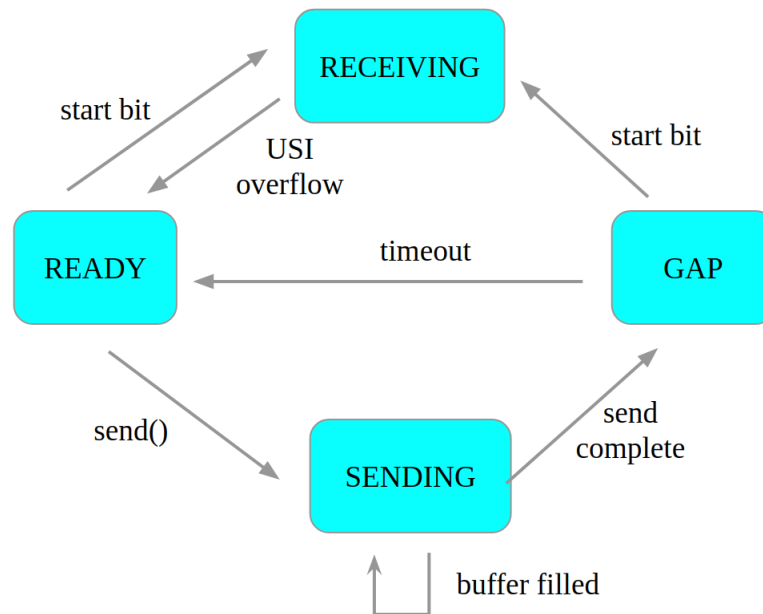 RECEIVING
start bit
USI
overflow
start bit
READY
timeout
GAP
send()
send
complete
SENDING
buffer filled